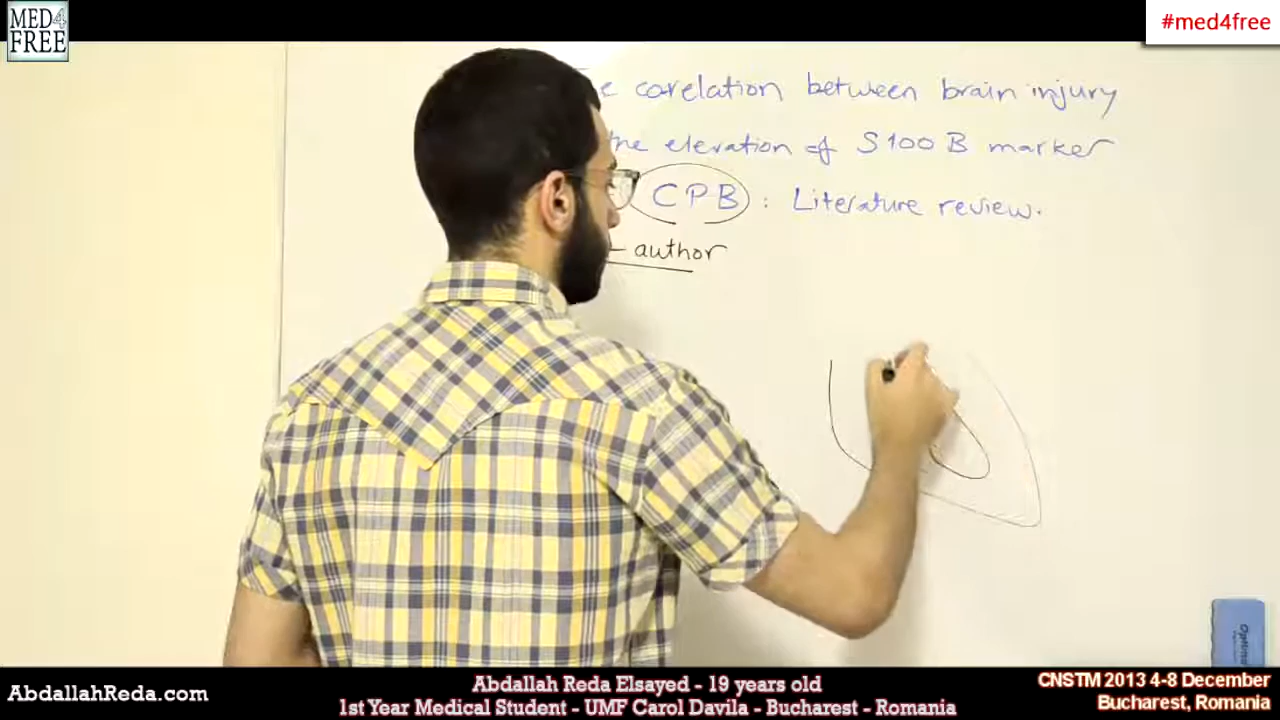 MED4
FREE
#med4free
corelation between brain injury
the elevation of S100 B marker
CPB : Literature review.
author
AbdallahReda.com
Abdallah Reda Elsayed - 19 years old
1st Year Medical Student - UMF Carol Davila - Bucharest - Romania
CNSTM 2013 4-8 December
Bucharest, Romania